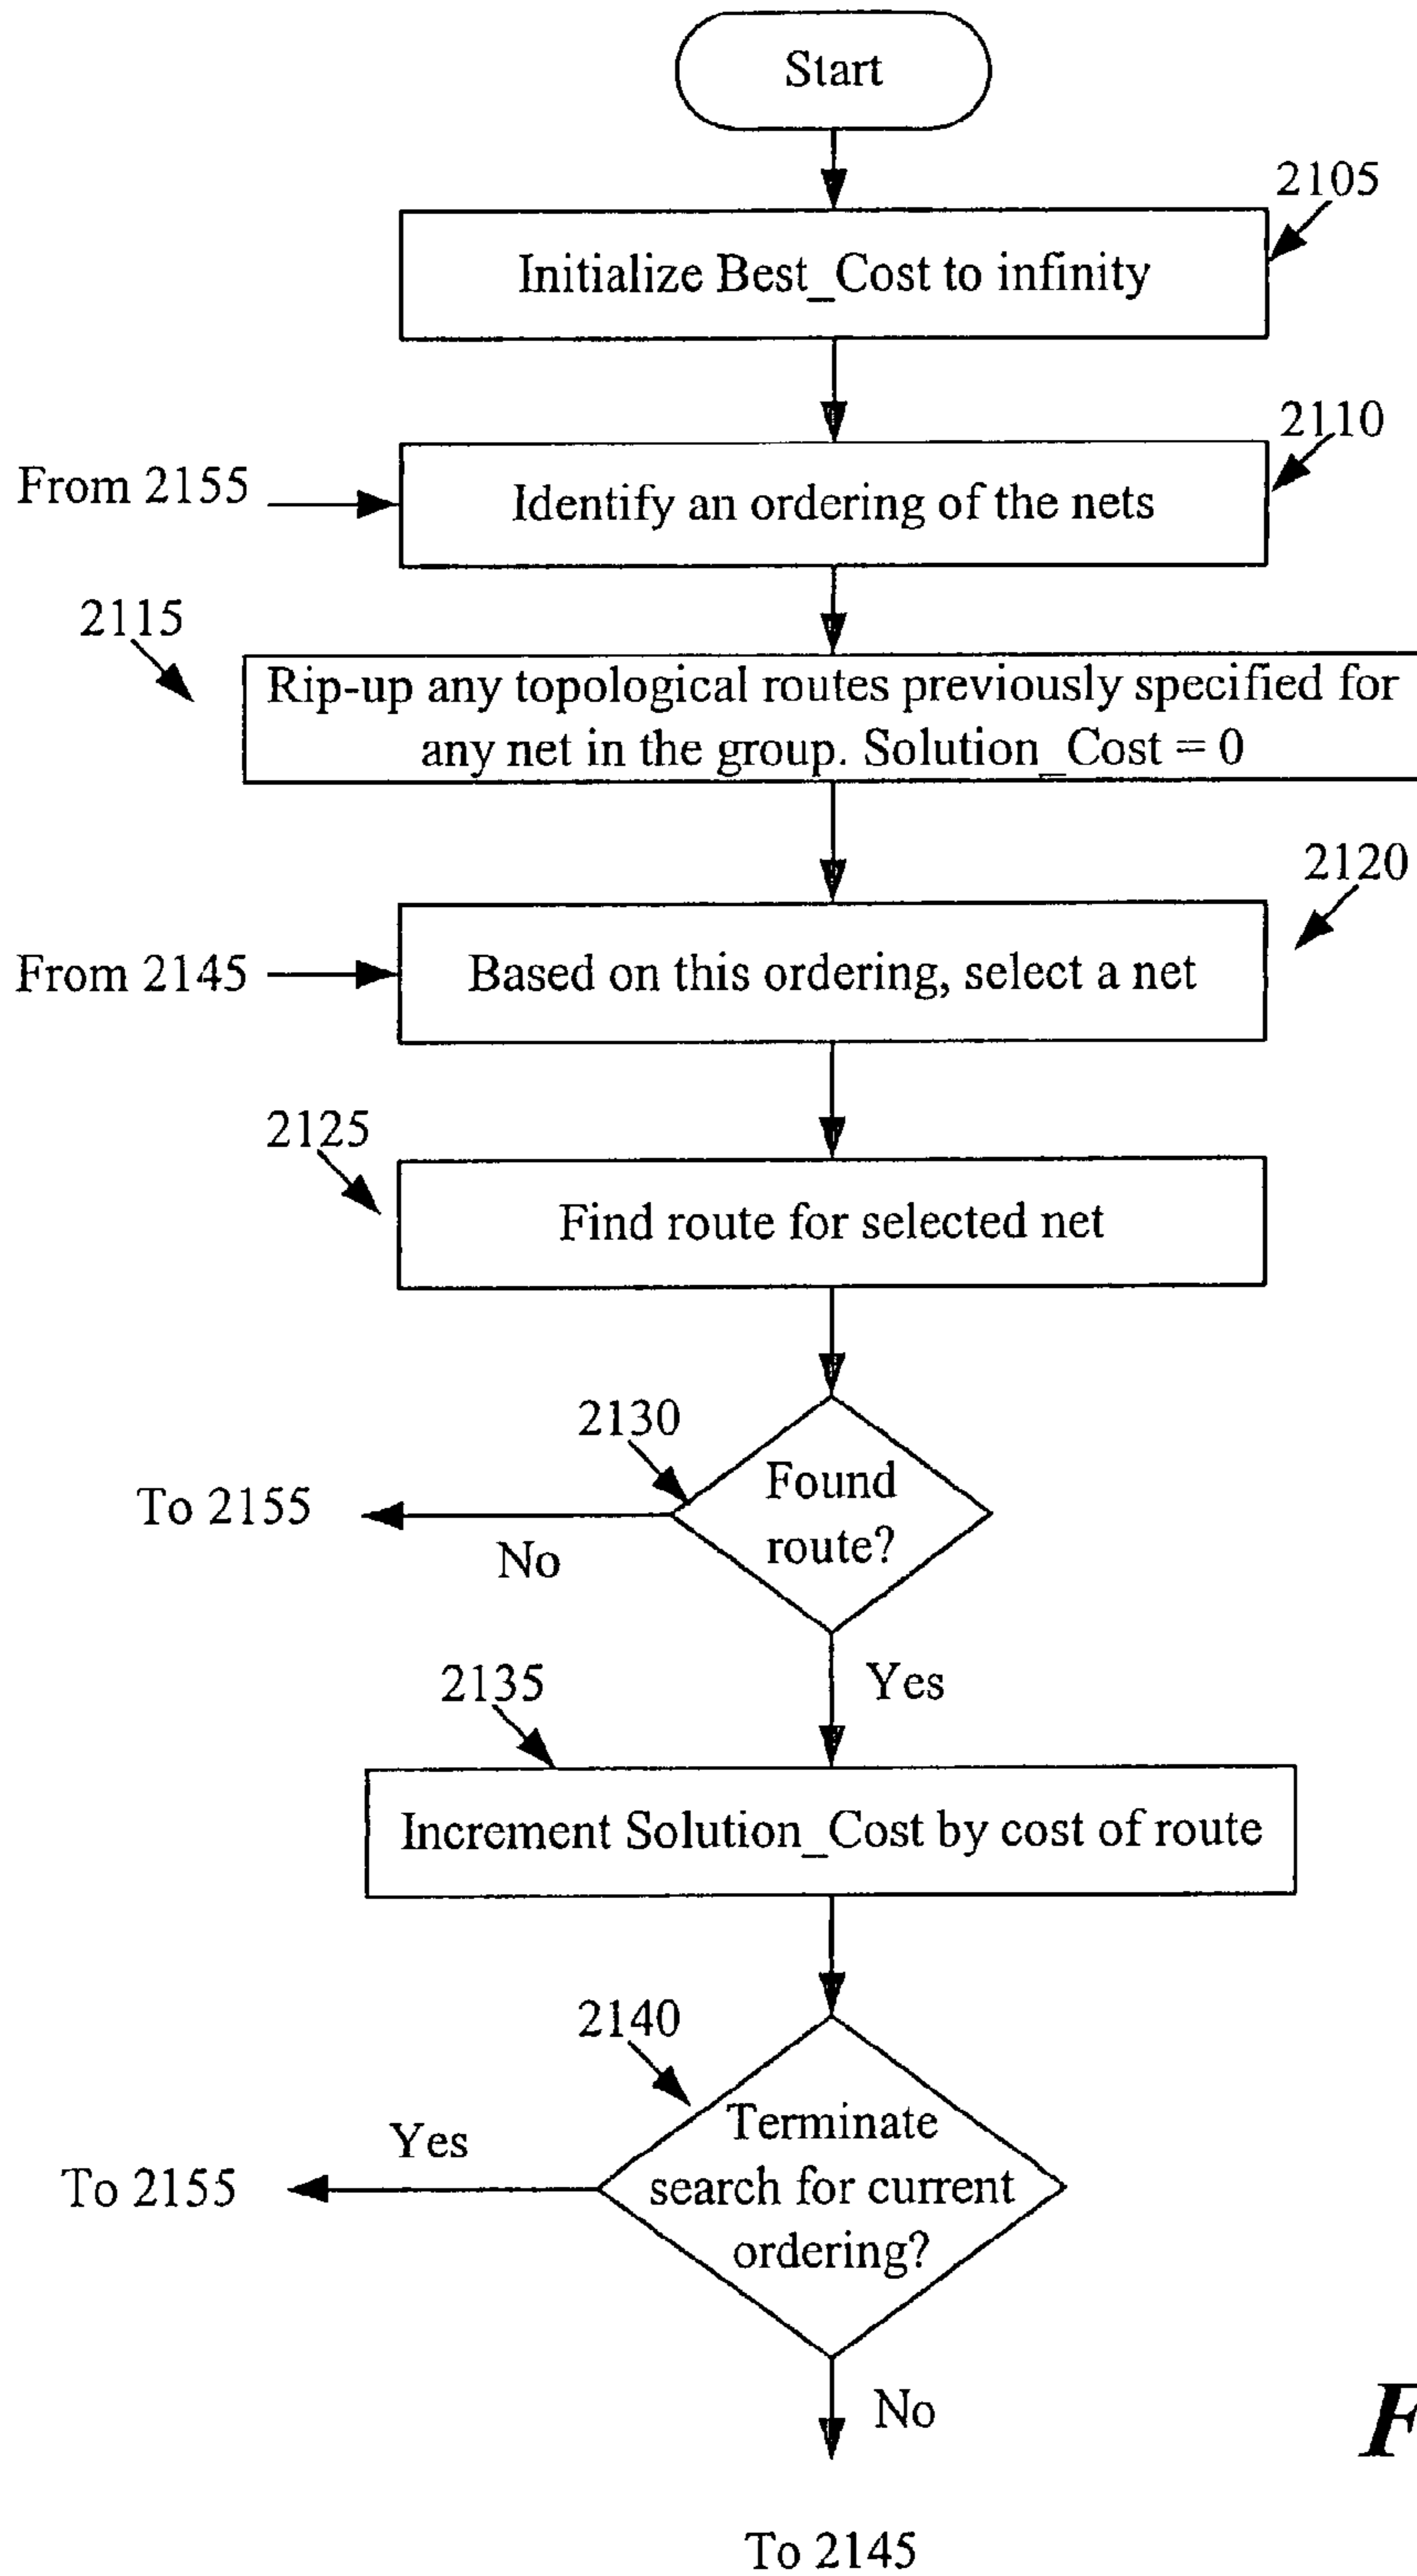 Start
2105
Initialize Best_Cost to infinity
2110
From 2155
Identify an ordering of the nets
2115
Rip-up any topological routes previously specified for
any net in the group. Solution_Cost = 0
2120
From 2145
Based on this ordering, select a net
2125
Find route for selected net
2130
Found
route?
To 2155
No
Yes
2135
Increment Solution_Cost by cost of route
2140
Terminate
search for current
ordering?
Yes
To 2155
No
F
To 2145